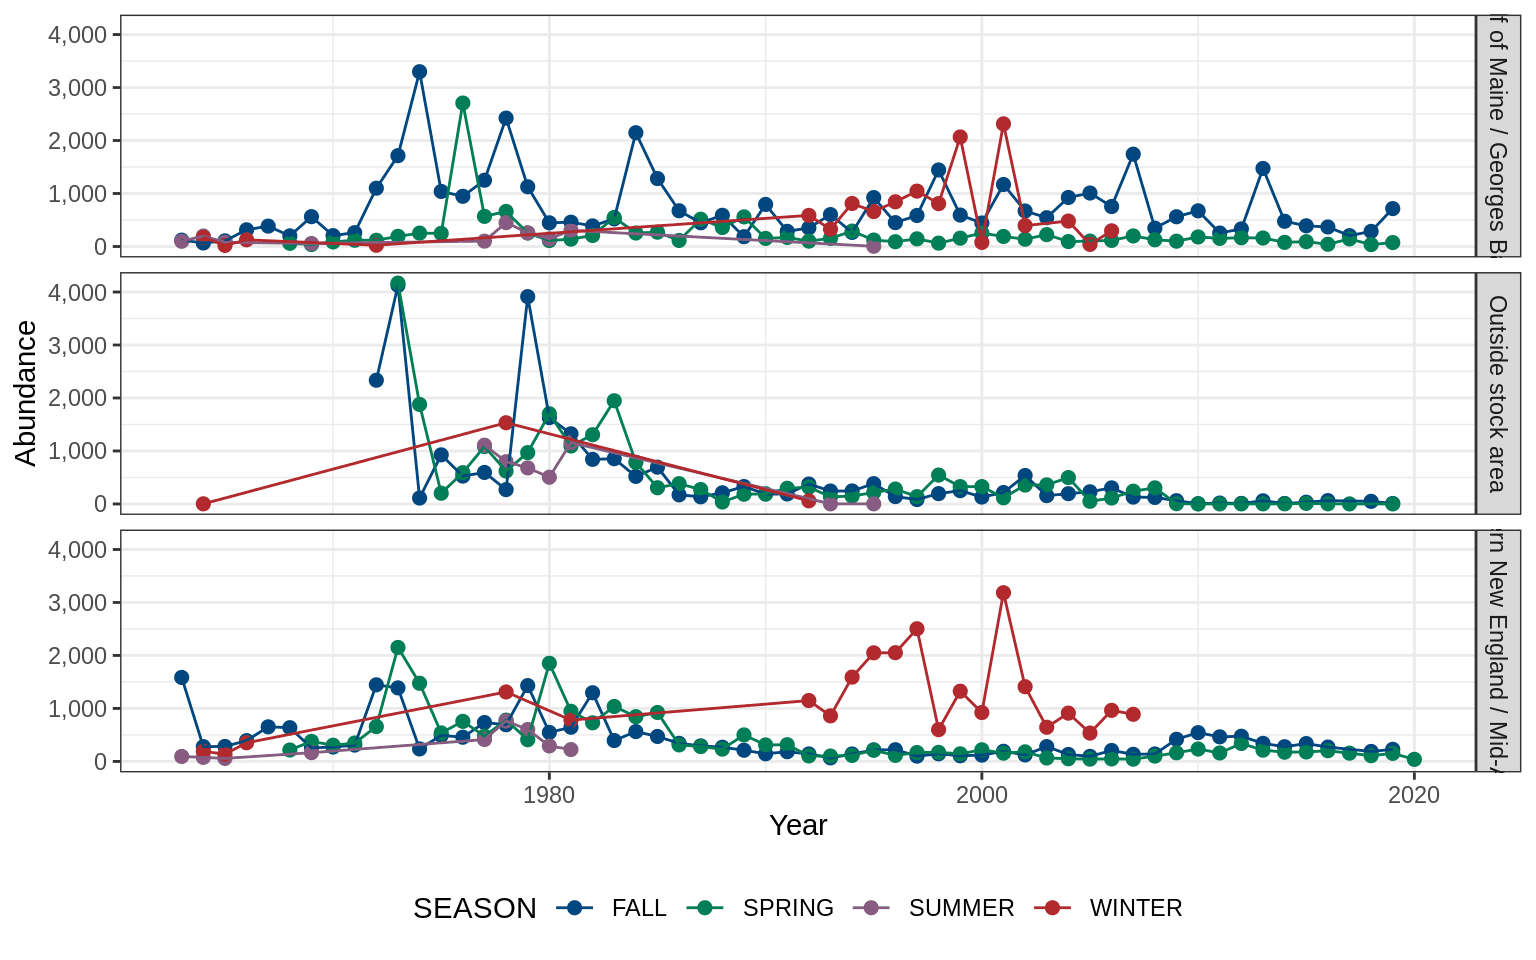 4,000
3,000
2,000
1,000
0
of Maine / Georges
4,000
3,000
2,000
1,000
0
Outside stock area
4,000
3,000
2,000
1,000
0
New England /
Abundance
1980 2000 2020
Year
SEASON FALL SPRING SUMMER WINTER